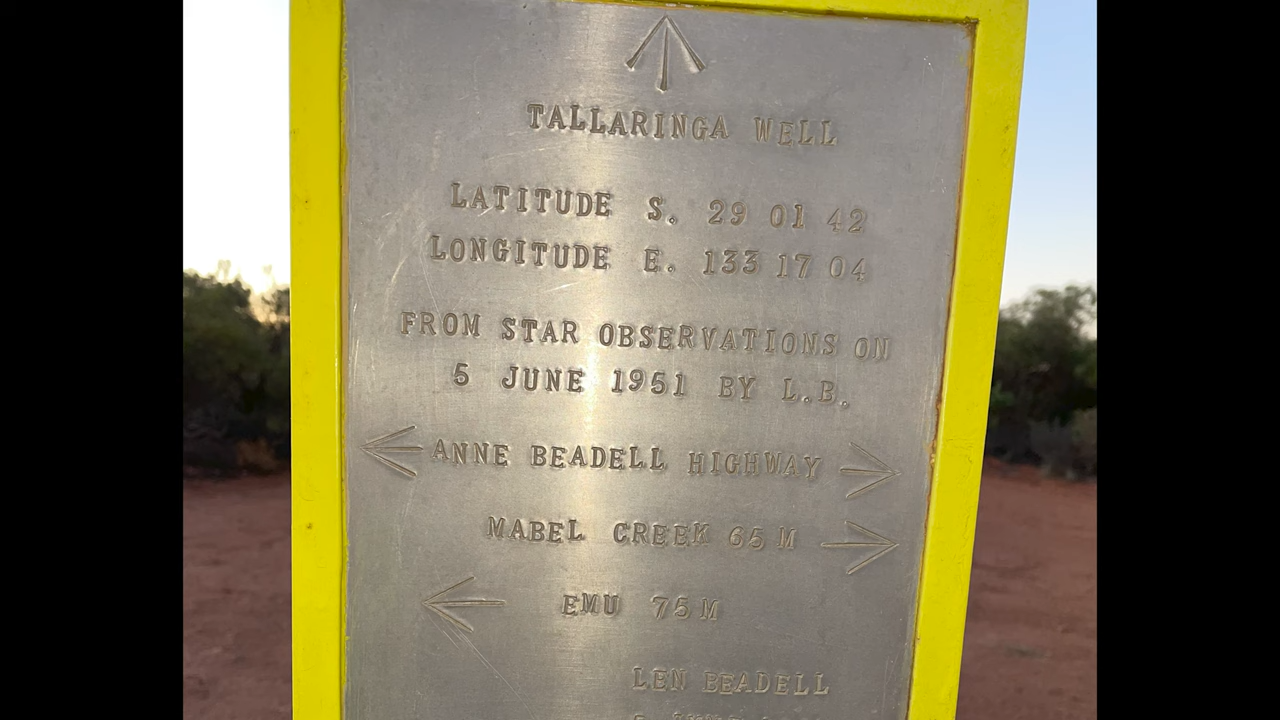 TALLARINGA WELL
LATITUDE S. 29 01 42
LONGITUDE E. 133 17 04
FROM STAR OBSERVATIONS ON
5 JUNE 1951 BY L.B.
ANNE BEADELL HIGHWAY
MABEL CREEK 65 M
EMU 75 M
LEN BEADELL